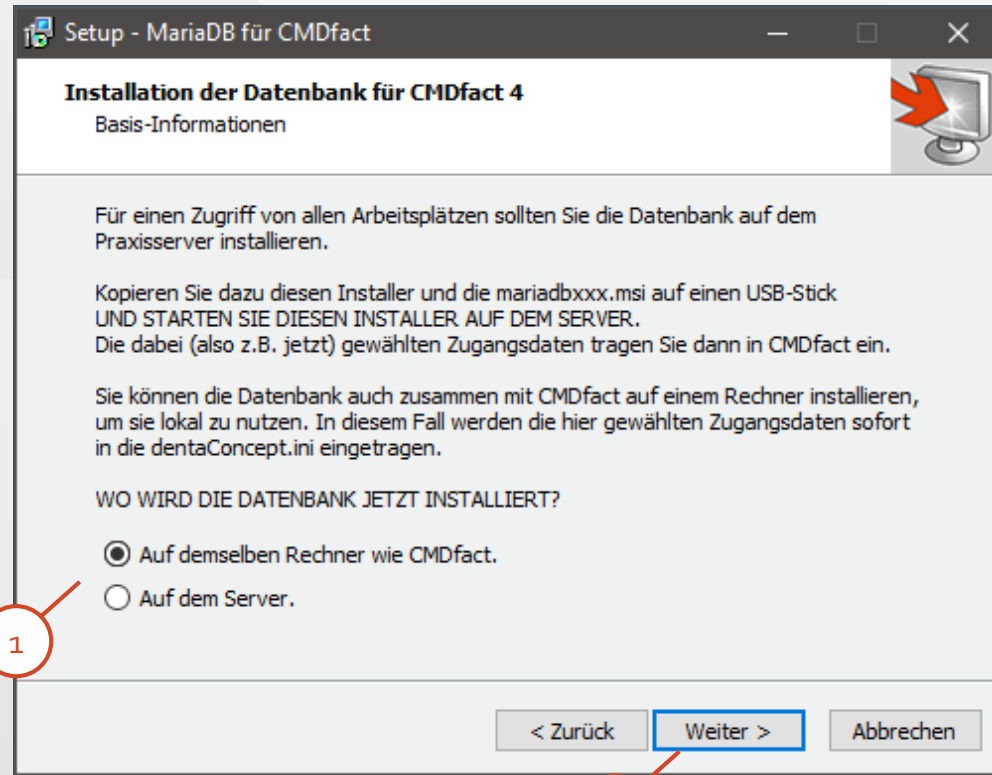 Setup - MariaDB für CMDfact
Installation der Datenbank für CMDfact 4
Basis-Informationen
Für einen Zugriff von allen Arbeitsplätzen sollten Sie die Datenbank auf dem
Praxisserver installieren.
Kopieren Sie dazu diesen Installer und die mariadbxxx.msi auf einen USB-Stick
UND STARTEN SIE DIESEN INSTALLER AUF DEM SERVER.
Die dabei (also z.B. jetzt) gewählten Zugangsdaten tragen Sie dann in CMDfact ein.
Sie können die Datenbank auch zusammen mit CMDfact auf einem Rechner installieren,
um sie lokal zu nutzen. In diesem Fall werden die hier gewählten Zugangsdaten sofort
in die dentaConcept.ini eingetragen.
WO WIRD DIE DATENBANK JETZT INSTALLIERT?
Auf demselben Rechner wie CMDfact.
Auf dem Server.
1
< Zurück Weiter > Abbrechen